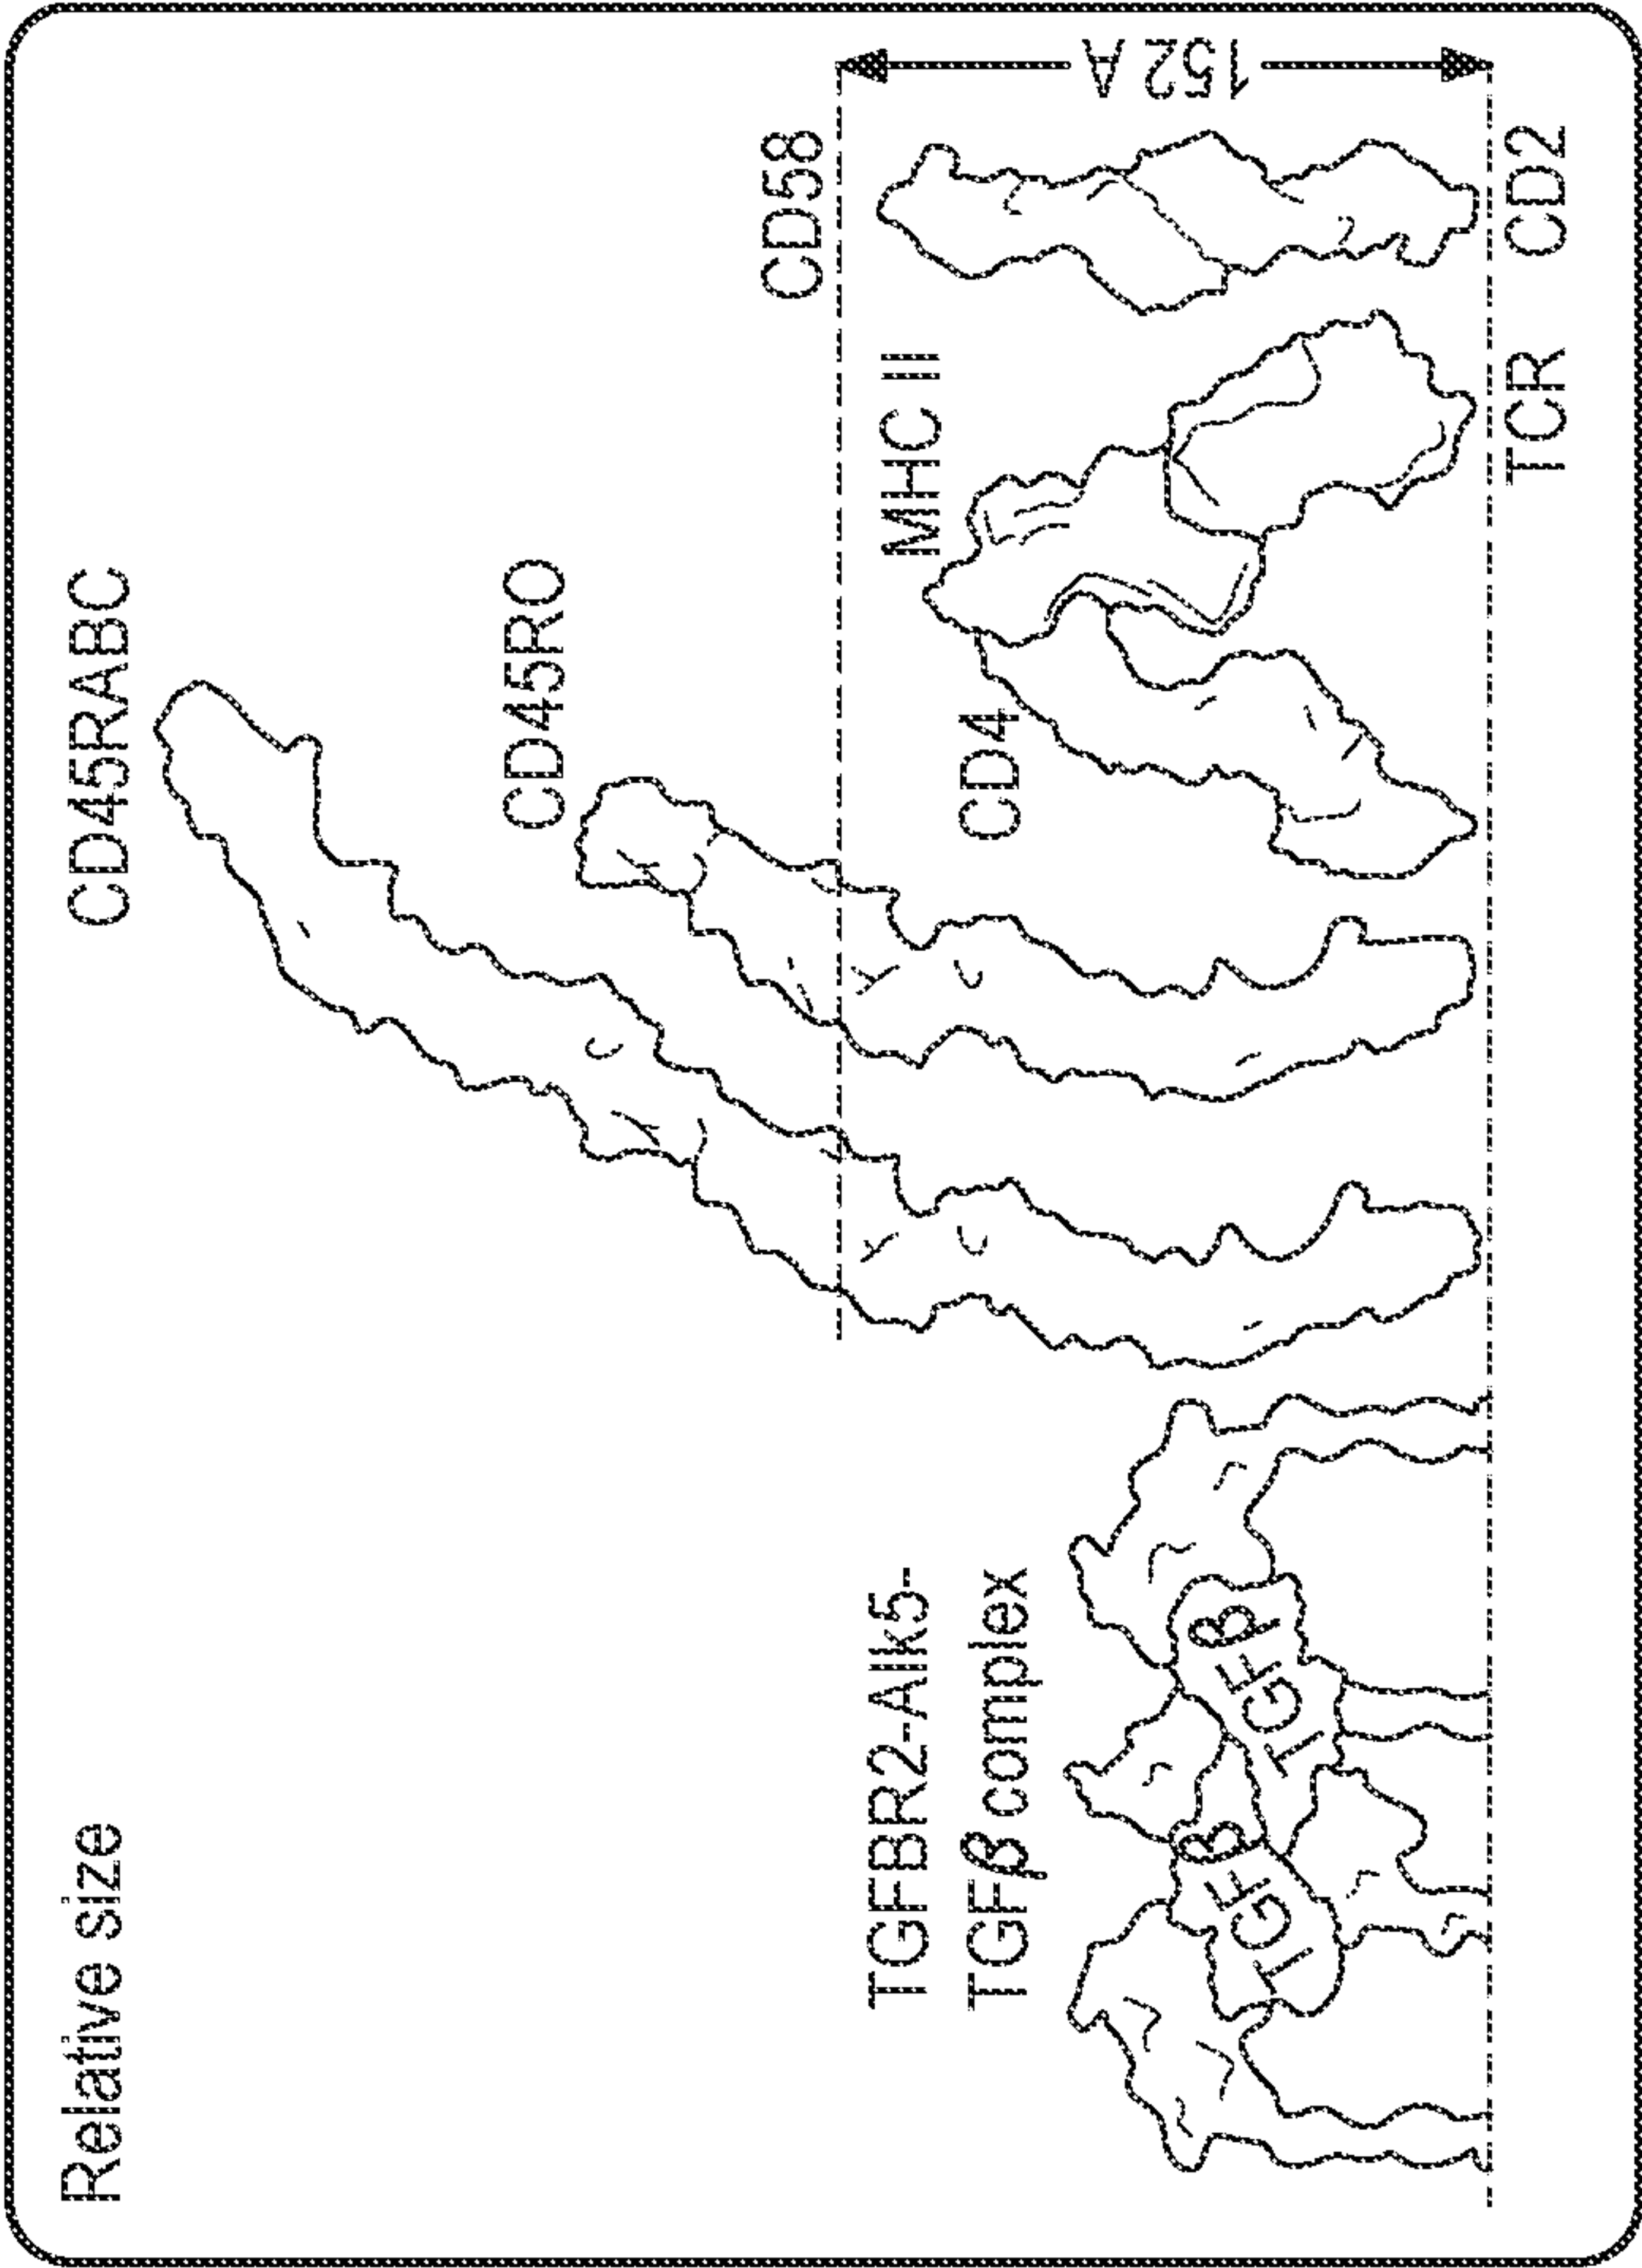 Relative size
CD45RABC
CD45RO
CD58
TGFBR2-Alk5-
TGFβ complex
CD4
MHC II
152 A
TGFβ
TGFβ
TCR
CD2